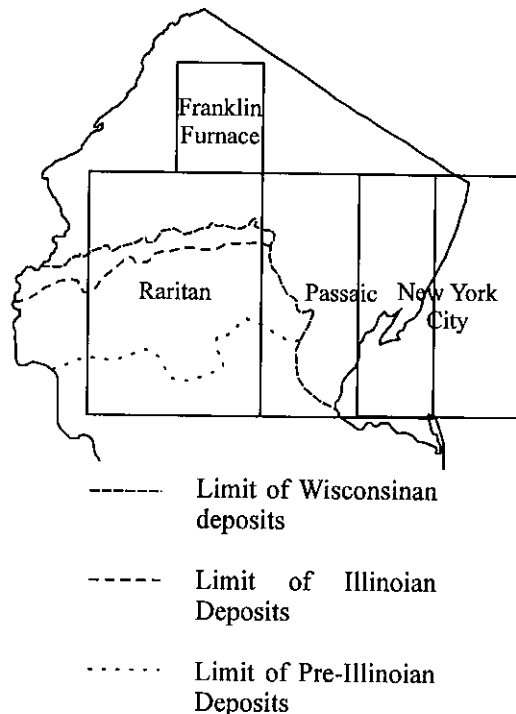 Franklin
Furnace
Raritan
Passaic
New York
City
Limit of Wisconsinan
deposits
Limit of Illinoian
Deposits
Limit of Pre-Illinoian
Deposits